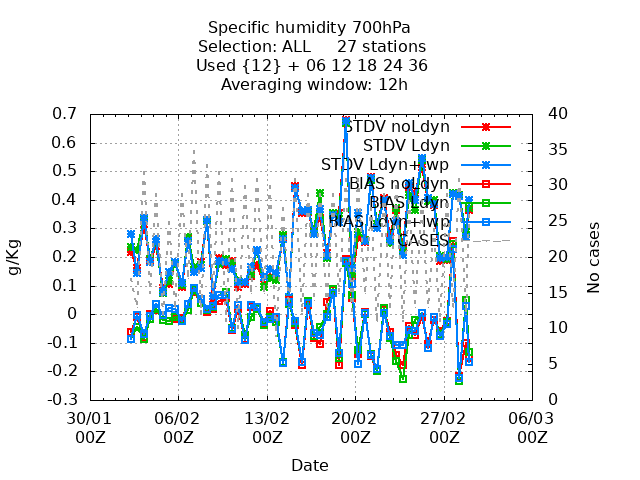 Specific humidity 700hPa
Selection: ALL 27 stations
Used {12} + 06 12 18 24 36
Averaging window: 12h
0.7
0.6
0.5
0.4
0.3
0.2
0.1
0
-0.1
-0.2
-0.3
g/Kg
STDV noLdyn
STDV Ldyn
STDV Ldyn+lwp
BIAS noLdyn
BIAS Ldyn
BIAS Ldyn+lwp
CASES
40
35
30
25
20
15
10
5
0
No cases
30/01 06/02 13/02 20/02 27/02 06/03
00Z 00Z 00Z 00Z 00Z 00Z
Date